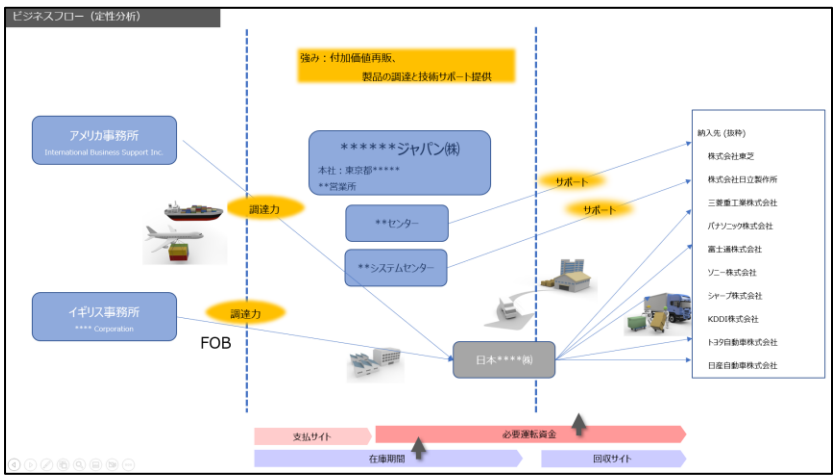 ビジネスフロー（定性分析）
強み：付加価値再販、
製品の調達と技術サポート提供
アメリカ事務所
International Business Support Inc.
******ジャパン㈱
本社：東京都*****
**営業所
納入先 (抜粋)
株式会社東芝
株式会社日立製作所
三菱重工業株式会社
パナソニック株式会社
富士通株式会社
ソニー株式会社
シャープ株式会社
KDDI株式会社
トヨタ自動車株式会社
日産自動車株式会社
サポート
サポート
調達力
**センター
**システムセンター
イギリス事務所
**** Corporation
調達力
FOB
日本****㈱
支払サイト
必要運転資金
在庫期間
回収サイト